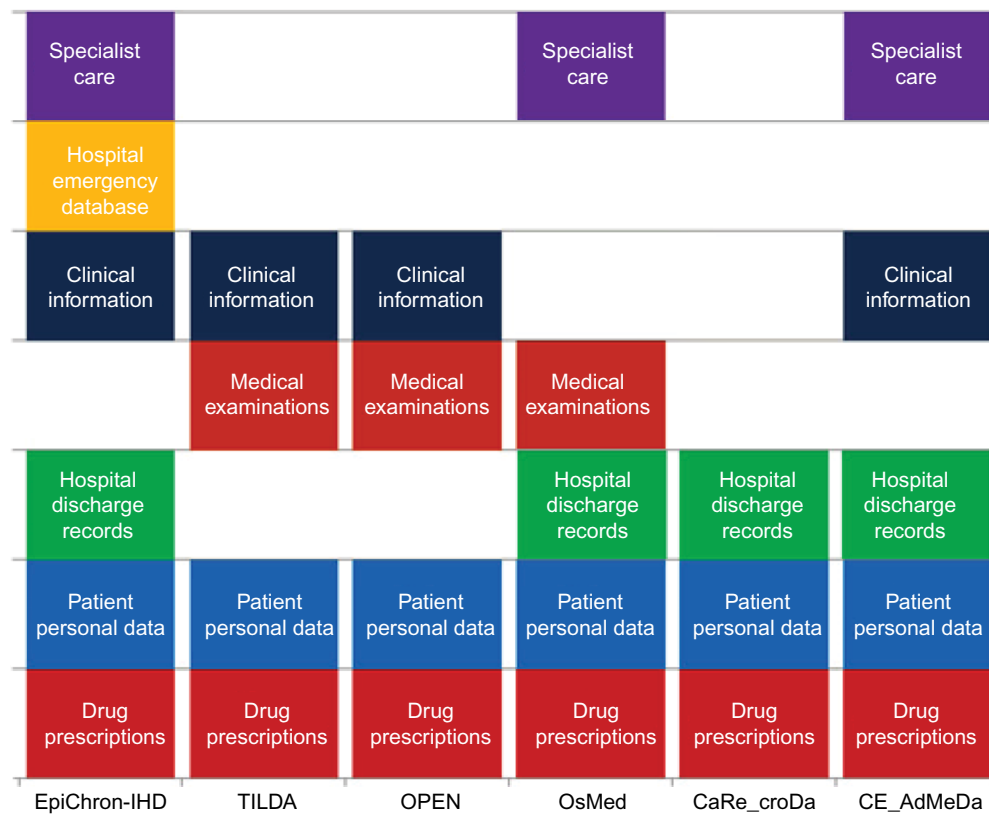 Specialist
care
Specialist
care
Specialist
care
Hospital
emergency
database
Clinical
information
Clinical
information
Clinical
information
Clinical
information
Medical
examinations
Medical
examinations
Medical
examinations
Hospital
discharge
records
Hospital
discharge
records
Hospital
discharge
records
Hospital
discharge
records
Patient
personal data
Patient
personal data
Patient
personal data
Patient
personal data
Patient
personal data
Patient
personal data
Drug
prescriptions
Drug
prescriptions
Drug
prescriptions
Drug
prescriptions
Drug
prescriptions
Drug
prescriptions
EpiChron-IHD TILDA OPEN OsMed CaRe_croDa CE_AdMeDa